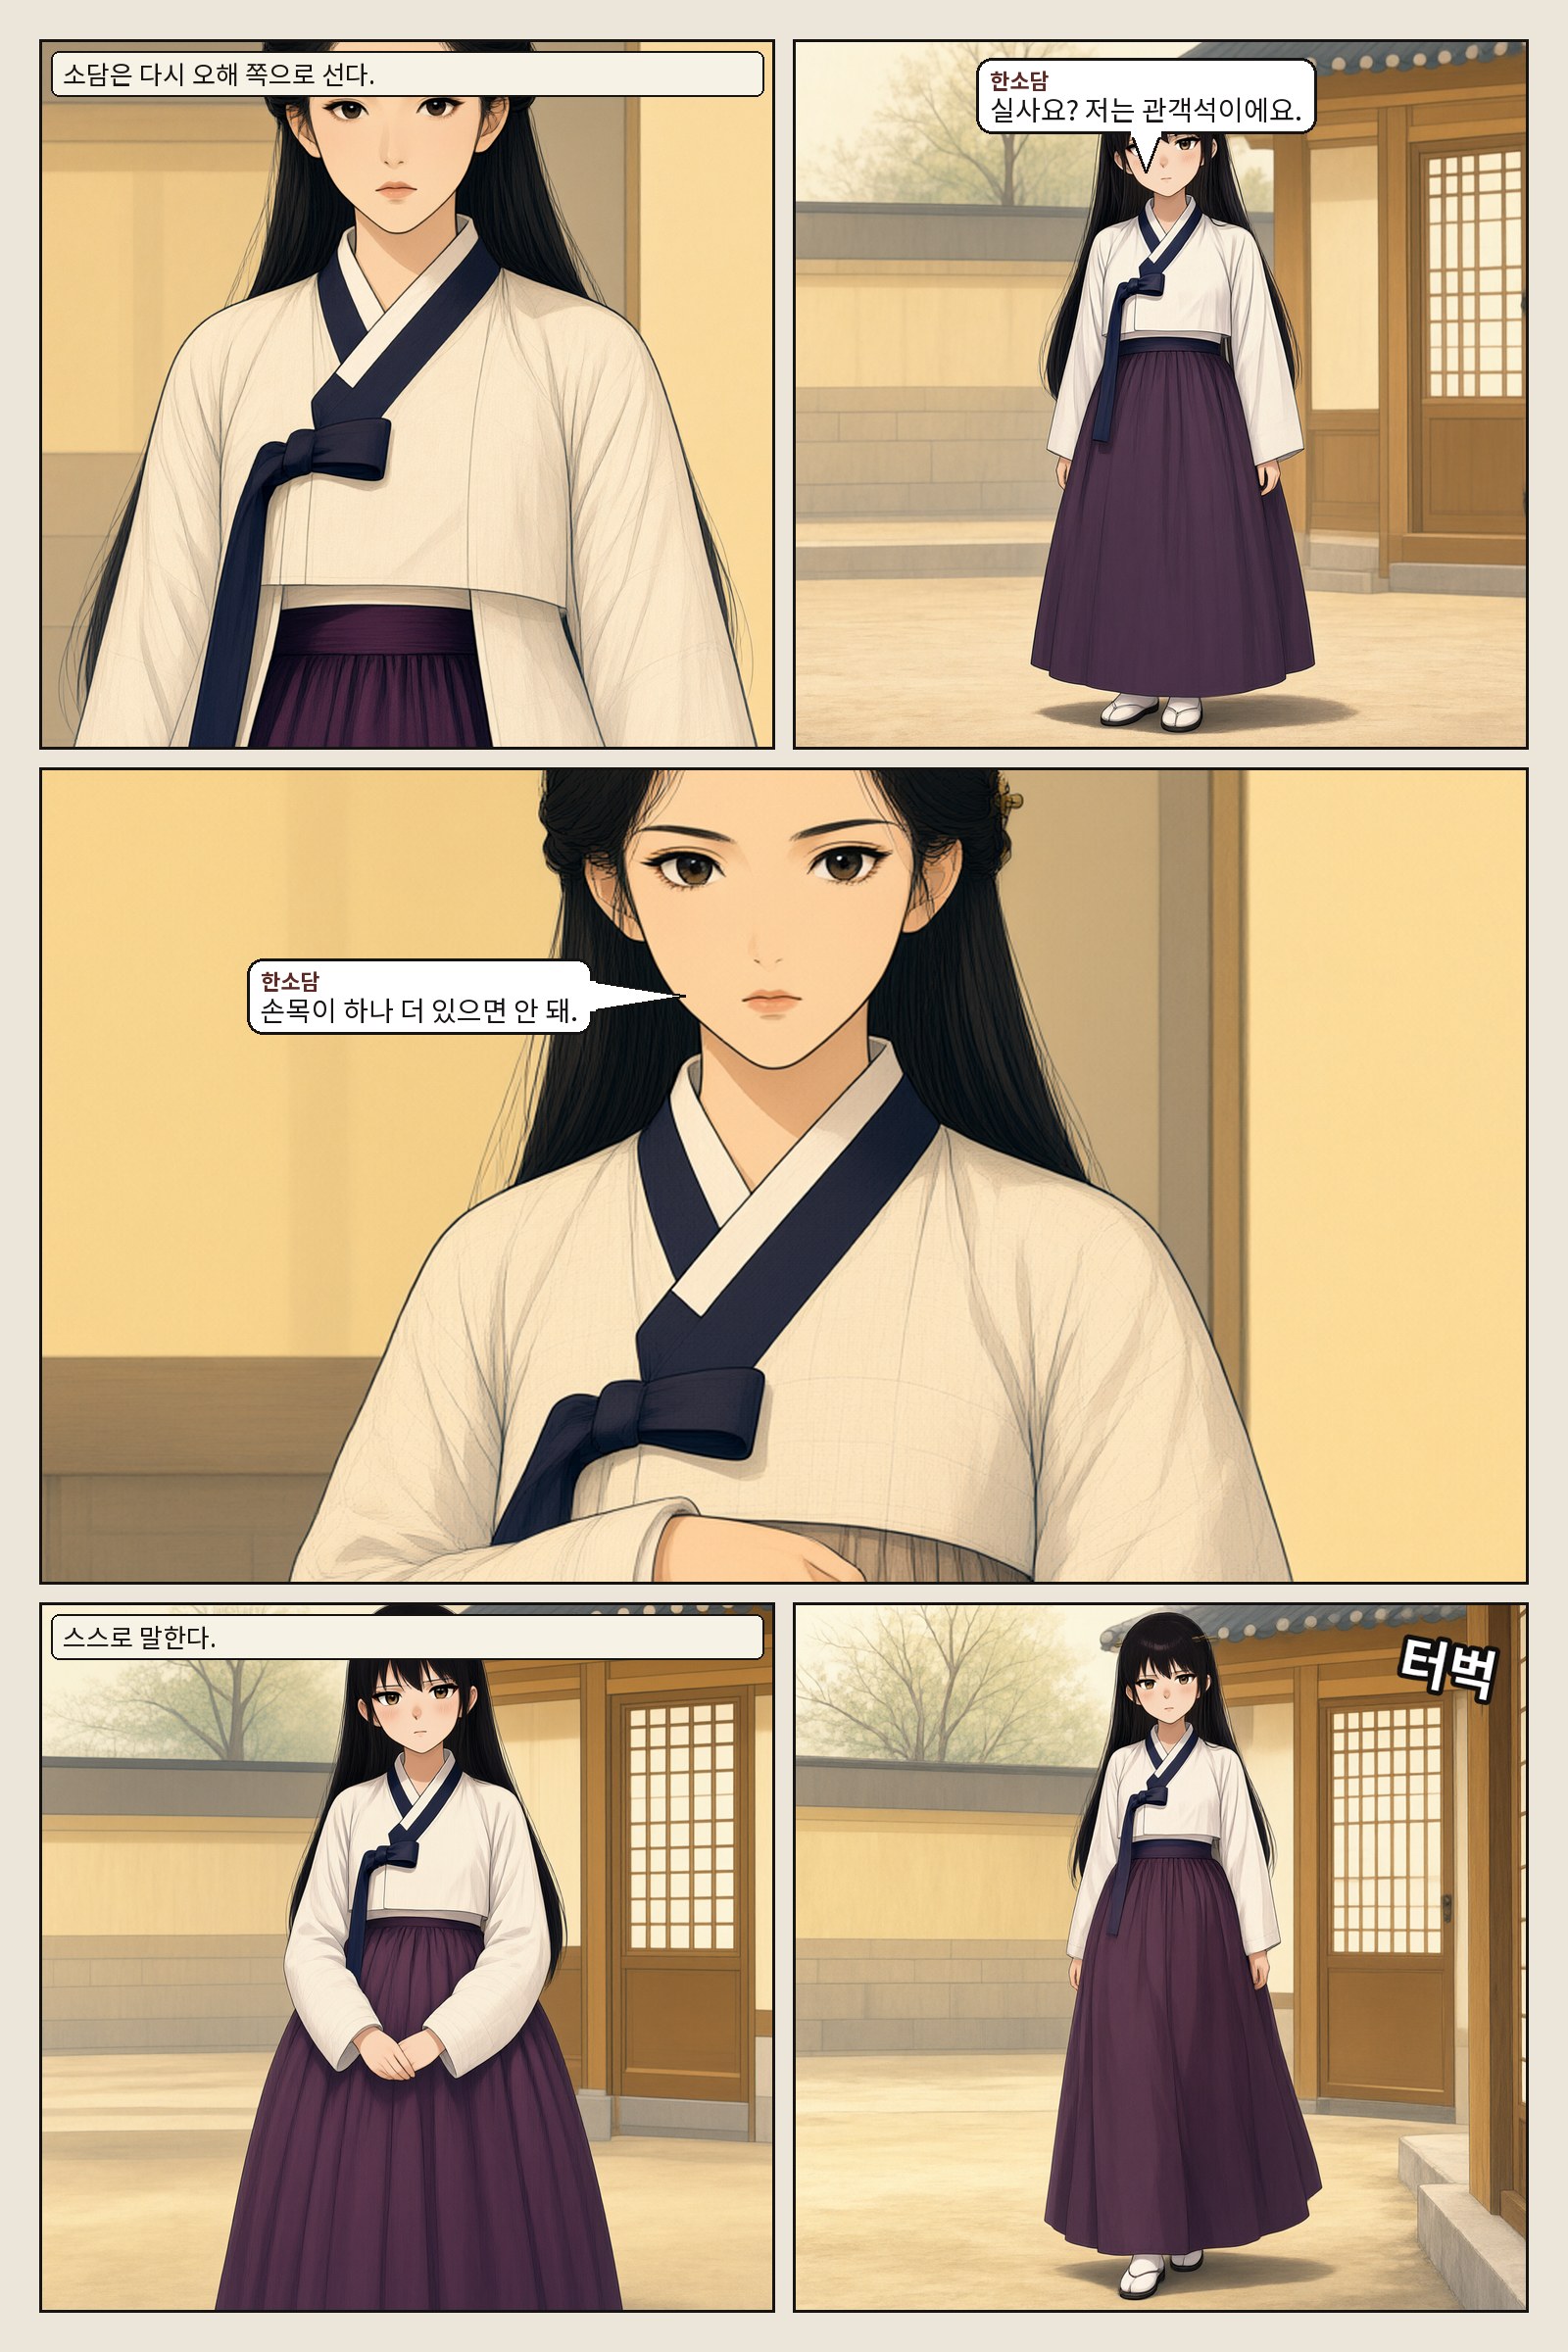 소담은 다시 오해 쪽으로 선다.
한소담
실사요? 저는 관객석이에요.
한소담
손목이 하나 더 있으면 안 돼.
스스로 말한다.
터벅